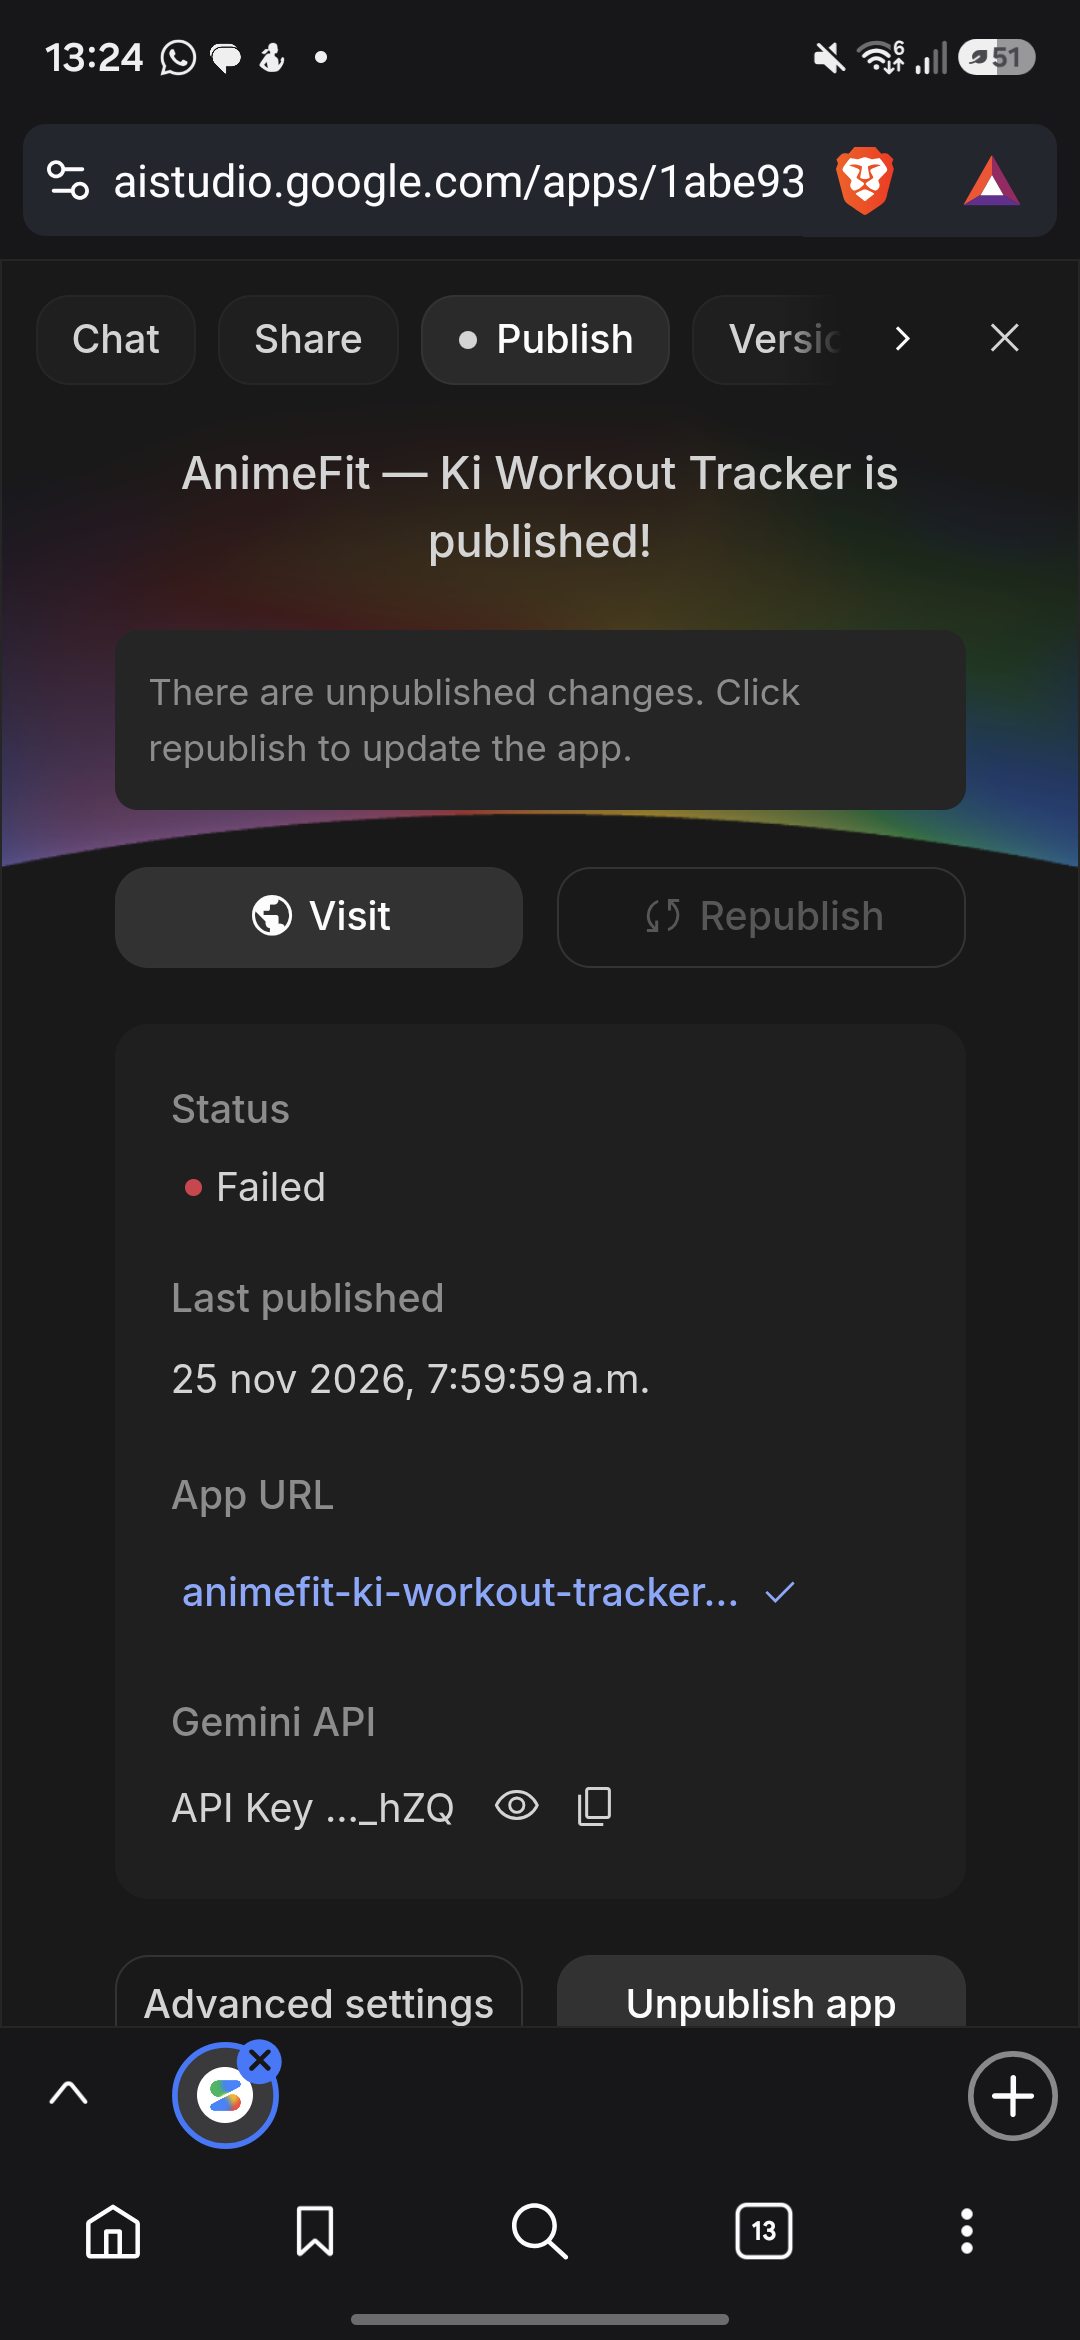 13:24
6
51
aistudio.google.com/apps/1abe93
Chat
Share
Publish
Versic
AnimeFit — Ki Workout Tracker is
published!
There are unpublished changes. Click
republish to update the app.
Visit
Republish
Status
Failed
Last published
25 nov 2026, 7:59:59 a.m.
App URL
animefit-ki-workout-tracker...
Gemini API
API Key ..._hZQ
Advanced settings
Unpublish app
13